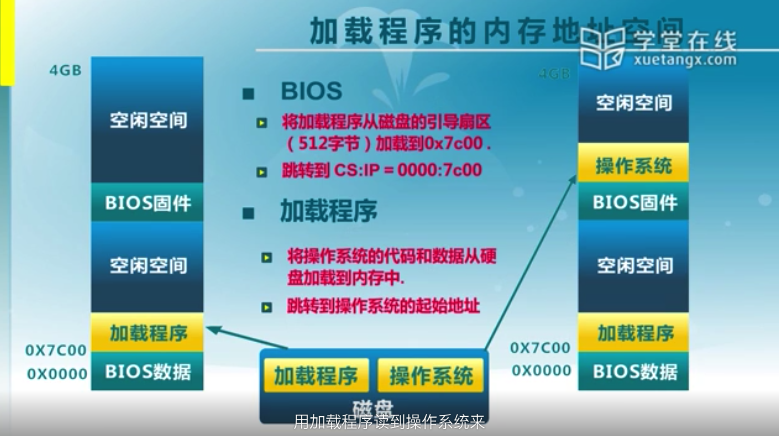 加载程序的内存地址空间
学堂在线
xuetangx.com
4GB
空闲空间
BIOS固件
空闲空间
加载程序
0X7C00
BIOS数据
0X0000
BIOS
将加载程序从磁盘的引导扇区
（512字节）加载到0x7c00 .
跳转到 CS:IP = 0000:7c00
加载程序
将操作系统的代码和数据从硬
盘加载到内存中.
跳转到操作系统的起始地址
加载程序
操作系统
磁盘
4GB
空闲空间
操作系统
BIOS固件
空闲空间
加载程序
0X7C00
BIOS数据
0X0000
用加载程序读到操作系统来